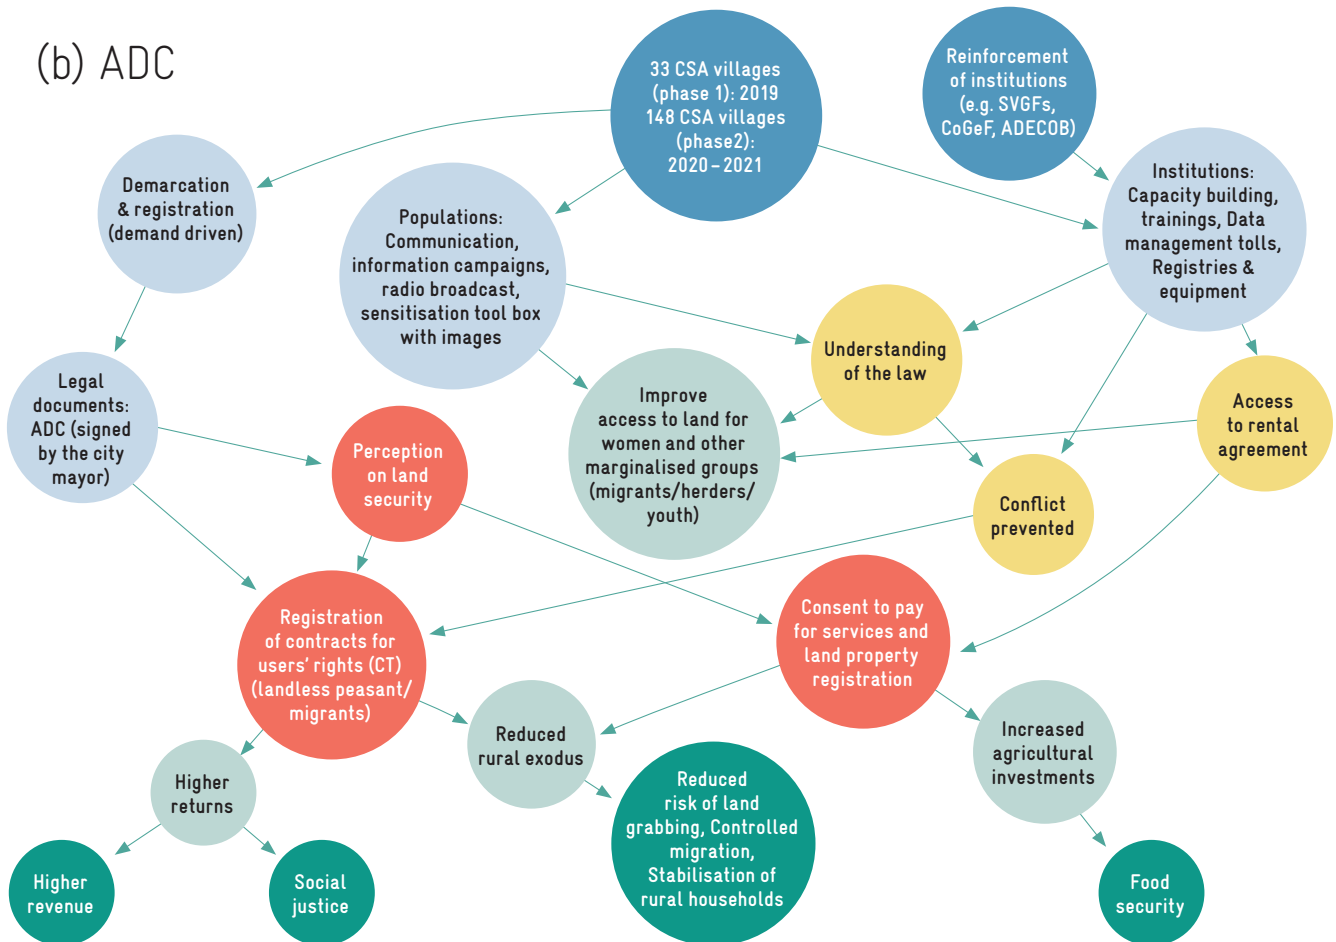 (b) ADC
33 CSA villages
(phase 1): 2019
148 CSA villages
(phase2):
2020–2021
Reinforcement
of institutions
(e.g. SVGFs,
CoGeF, ADECOB)
Demarcation
& registration
(demand driven)
Populations:
Communication,
information campaigns,
radio broadcast,
sensitisation tool box
with images
Institutions:
Capacity building,
trainings, Data
management tolls,
Registries &
equipment
Legal
documents:
ADC (signed
by the city
mayor)
Perception
on land
security
Improve
access to land for
women and other
marginalised groups
(migrants/herders/
youth)
Understanding
of the law
Access
to rental
agreement
Conflict
prevented
Registration
of contracts for
users' rights (CT)
(landless peasant/
migrants)
Consent to pay
for services and
land property
registration
Reduced
rural exodus
Increased
agricultural
investments
Higher
returns
Reduced
risk of land
grabbing, Controlled
migration,
Stabilisation of
rural households
Higher
revenue
Social
justice
Food
security